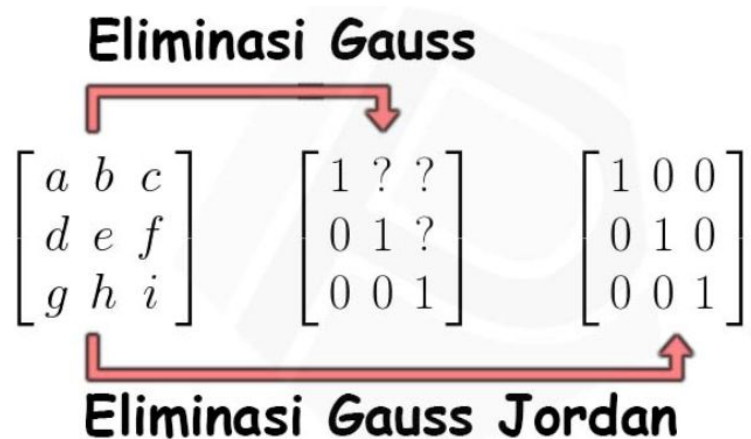 Eliminasi Gauss
a b c 1 ? ? 1 0 0
d e f 0 1 ? 0 1 0
g h i 0 0 1 0 0 1
Eliminasi Gauss Jordan